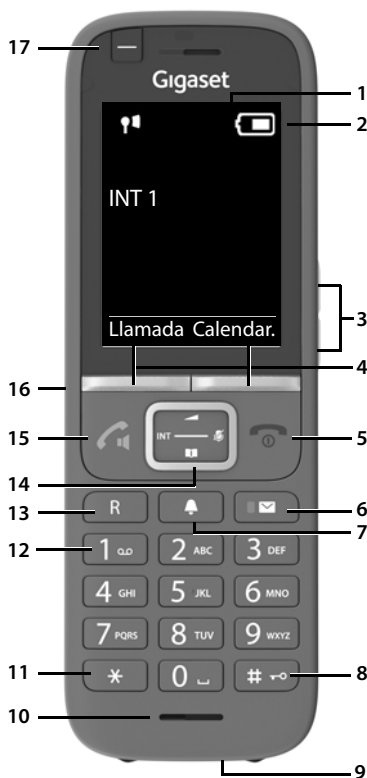 17
Gigaset
1
2
INT 1
3
Llamada Calendar.
4
16
15
INT
5
14
13
R
6
7
12
1
2 ABC
3 DEF
4 GHI
5 JKL
6 MNO
7 PQRS
8 TUV
9 WXYZ
11
*
0
#
8
10
9